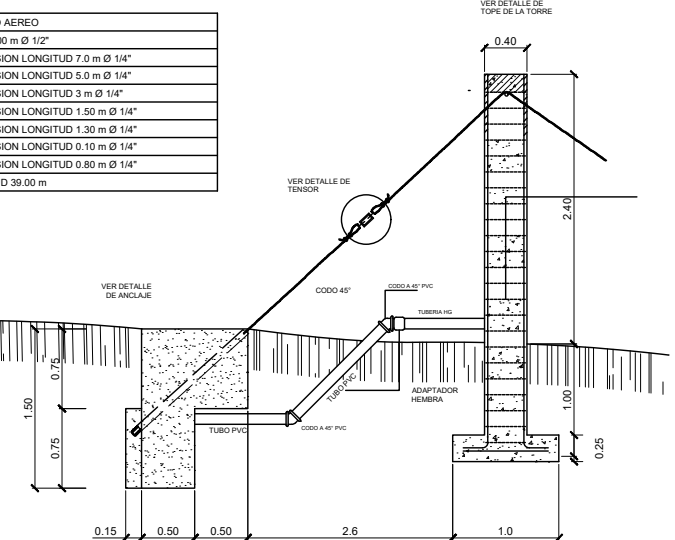 VER DETALLE DE
TOPE DE LA TORRE
AEREO
00 m Ø 1/2"
SION LONGITUD 7.0 m Ø 1/4"
SION LONGITUD 5.0 m Ø 1/4"
SION LONGITUD 3 m Ø 1/4"
SION LONGITUD 1.50 m Ø 1/4"
SION LONGITUD 1.30 m Ø 1/4"
SION LONGITUD 0.10 m Ø 1/4"
SION LONGITUD 0.80 m Ø 1/4"
D 39.00 m
0.40
VER DETALLE DE
TENSOR
2.40
VER DETALLE
DE ANCLAJE
CODO 45°
CODO A 45° PVC
TUBERIA HG
TUBO PVC
ADAPTADOR
HEMBRA
0.75
1.50
0.75
TUBO PVC
CODO A 45° PVC
1.00
0.25
0.15
0.50
0.50
2.6
1.0